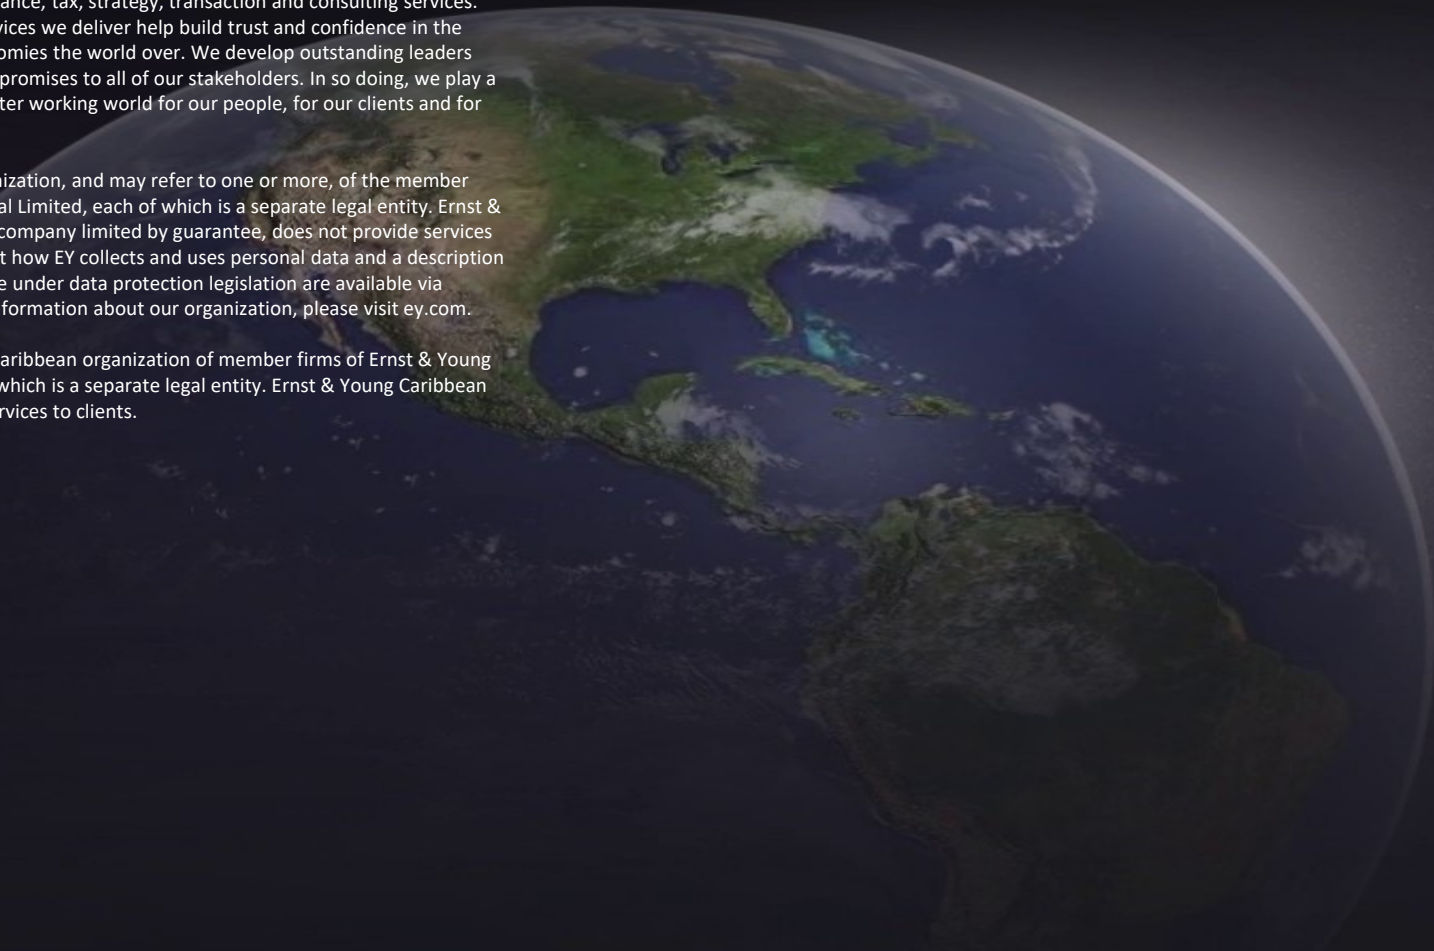 ance, tax, strategy, transaction and consulting services.
vices we deliver help build trust and confidence in the
omies the world over. We develop outstanding leaders
promises to all of our stakeholders. In so doing, we play a
ter working world for our people, for our clients and for
nization, and may refer to one or more, of the member
al Limited, each of which is a separate legal entity. Ernst &
company limited by guarantee, does not provide services
t how EY collects and uses personal data and a description
e under data protection legislation are available via
nformation about our organization, please visit ey.com.
aribbean organization of member firms of Ernst & Young
which is a separate legal entity. Ernst & Young Caribbean
rvices to clients.